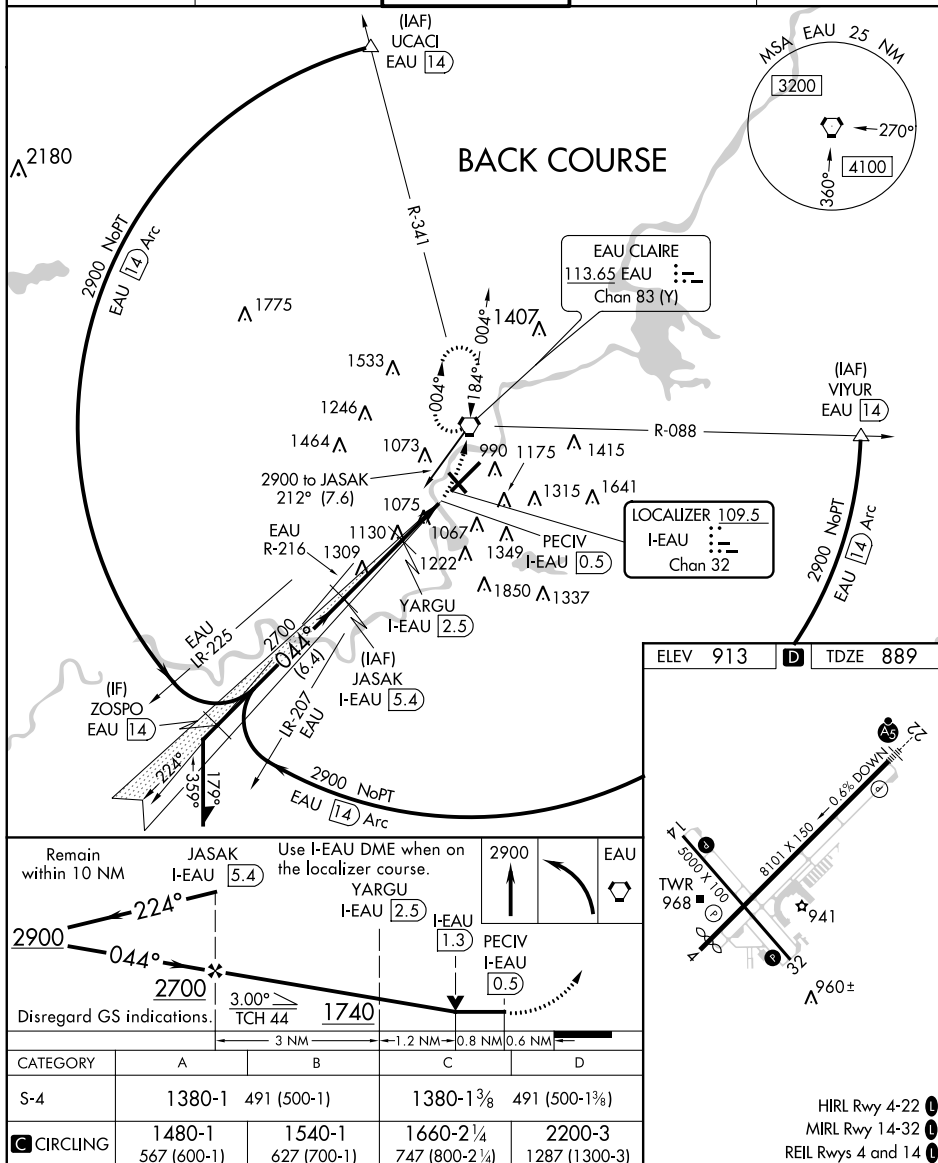 (IAF)
UCACI
EAU 14
MSA EAU 25 NM
3200
270°
4100
360°
2180
BACK COURSE
2900 NoPT
EAU 14 Arc
R-341
EAU CLAIRE
113.65 EAU
Chan 83 (Y)
1775
004°
1407
1533
004°
184°
(IAF)
VIYUR
EAU 14
1246
1464
1073
R-088
990
1175
1415
2900 to JASAK
212° (7.6)
1075
1315
1641
LOCALIZER 109.5
I-EAU
Chan 32
EAU
R-216
1130
1067
PECIV
I-EAU 0.5
1309
1222
1349
1850
1337
2900 NoPT
EAU 14 Arc
YARGU
I-EAU 2.5
EAU
LR-225
2700
044°
(6.4)
(IAF)
JASAK
I-EAU 5.4
(IF)
ZOSPO
EAU 14
LR-207
EAU
224°
359°
179°
2900 NoPT
EAU 14 Arc
ELEV 913 D TDZE 889
A5
22
0.6% DOWN
8101 X 150
P
14
P
5000 X 100
TWR
968
P
941
4
P
32
960±
HIRL Rwy 4-22 L
MIRL Rwy 14-32 L
REIL Rwys 4 and 14 L
Remain
within 10 NM
JASAK
I-EAU
5.4
Use I-EAU DME when on
the localizer course.
YARGU
I-EAU 2.5
2900
EAU
224°
I-EAU
1.3
PECIV
I-EAU
0.5
2900
044°
2700
3.00°
TCH 44
1740
Disregard GS indications.
3 NM 1.2 NM 0.8 NM 0.6 NM
CATEGORY A B C D
S-4 1380-1 491 (500-1) 1380-1⅜ 491 (500-1⅜)
C CIRCLING 1480-1 567 (600-1) 1540-1 627 (700-1) 1660-2¼ 747 (800-2¼) 2200-3 1287 (1300-3)